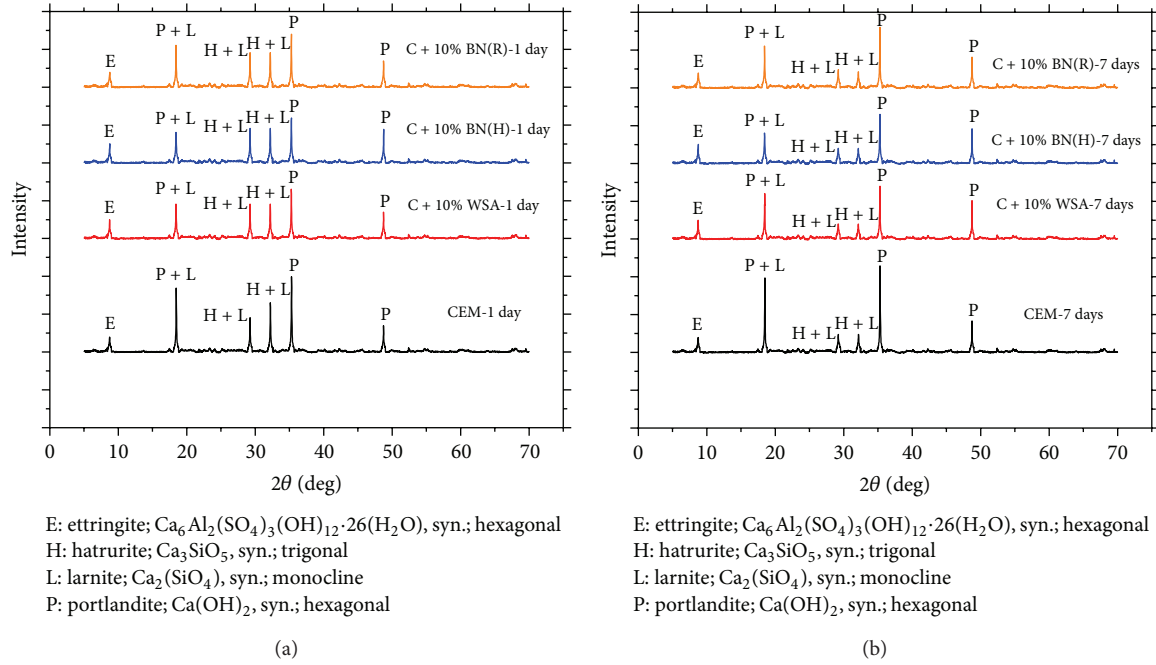 P + L
P
H + L
H + L
E
P
C + 10% BN(R)-1 day
P + L
P
H + L
H + L
E
P
C + 10% BN(H)-1 day
P + L
P
H + L
H + L
E
P
C + 10% WSA-1 day
P + L
P
H + L
H + L
E
P
CEM-1 day
Intensity
0 10 20 30 40 50 60 70
2θ (deg)
E: ettringite; Ca6Al2(SO4)3(OH)12·26(H2O), syn.; hexagonal
H: hatrurite; Ca3SiO5, syn.; trigonal
L: larnite; Ca2(SiO4), syn.; monocline
P: portlandite; Ca(OH)2, syn.; hexagonal
(a)
P + L
P
H + L
H + L
E
P
C + 10% BN(R)-7 days
P + L
P
H + L
H + L
E
P
C + 10% BN(H)-7 days
P + L
P
H + L
H + L
E
P
C + 10% WSA-7 days
P + L
P
H + L
H + L
E
P
CEM-7 days
Intensity
0 10 20 30 40 50 60 70
2θ (deg)
E: ettringite; Ca6Al2(SO4)3(OH)12·26(H2O), syn.; hexagonal
H: hatrurite; Ca3SiO5, syn.; trigonal
L: larnite; Ca2(SiO4), syn.; monocline
P: portlandite; Ca(OH)2, syn.; hexagonal
(b)